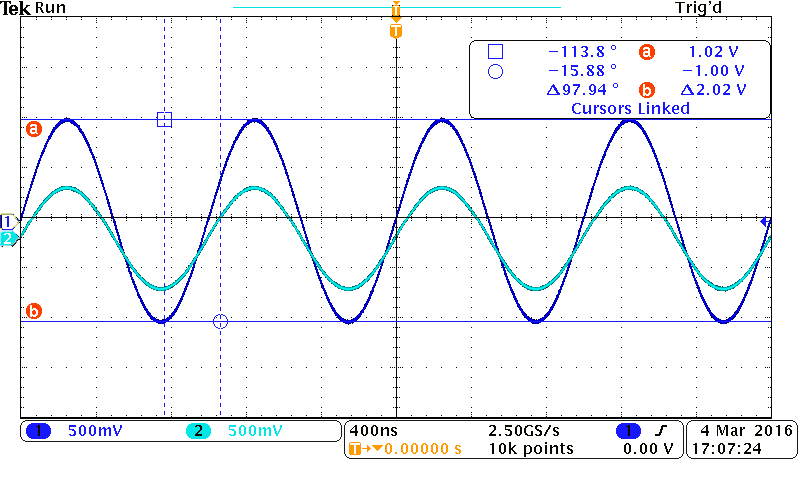 Tek Run Trig'd
T
T
−113.8 ° a 1.02 V
−15.88 ° −1.00 V
Δ97.94 ° b Δ2.02 V
Cursors Linked
a
1
2
b
1 500mV 2 500mV 400ns 2.50GS/s 1 4 Mar 2016
T→▼0.00000 s 10k points 0.00 V 17:07:24